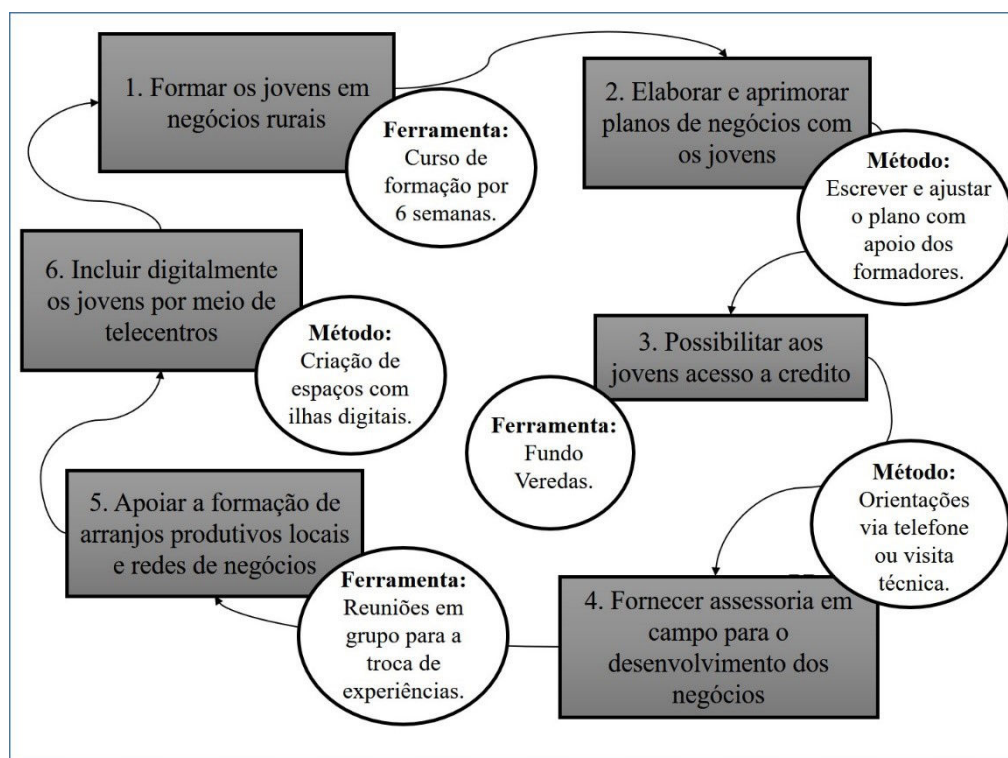 1. Formar os jovens em
negócios rurais
Ferramenta:
Curso de
formação por
6 semanas.
2. Elaborar e aprimorar
planos de negócios com
os jovens
Método:
Escrever e ajustar
o plano com
apoio dos
formadores.
3. Possibilitar aos
jovens acesso a credito
Ferramenta:
Fundo
Veredas.
Método:
Orientações
via telefone
ou visita
técnica.
4. Fornecer assessoria em
campo para o
desenvolvimento dos
negócios
Ferramenta:
Reuniões em
grupo para a
troca de
experiências.
5. Apoiar a formação de
arranjos produtivos locais
e redes de negócios
6. Incluir digitalmente
os jovens por meio de
telecentros
Método:
Criação de
espaços com
ilhas digitais.